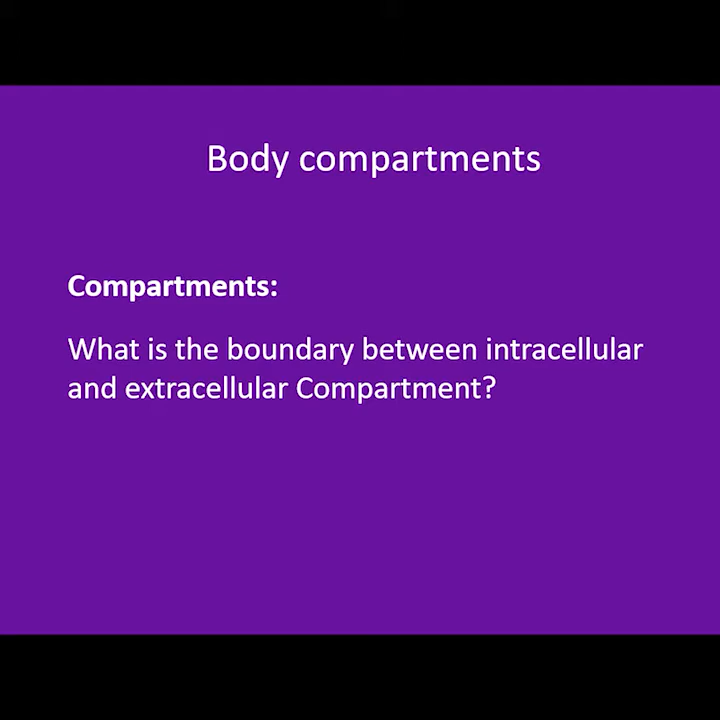 Body compartments
Compartments:
What is the boundary between intracellular
and extracellular Compartment?